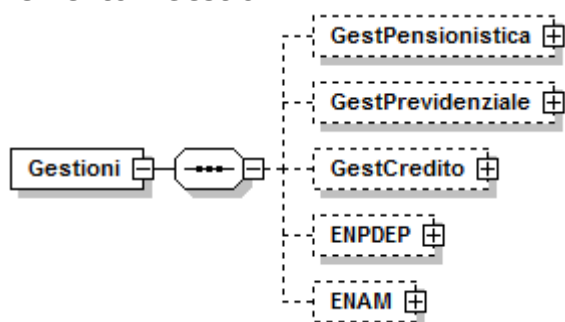 GestPensionistica
GestPrevidenziale
Gestioni
GestCredito
ENPDEP
ENAM